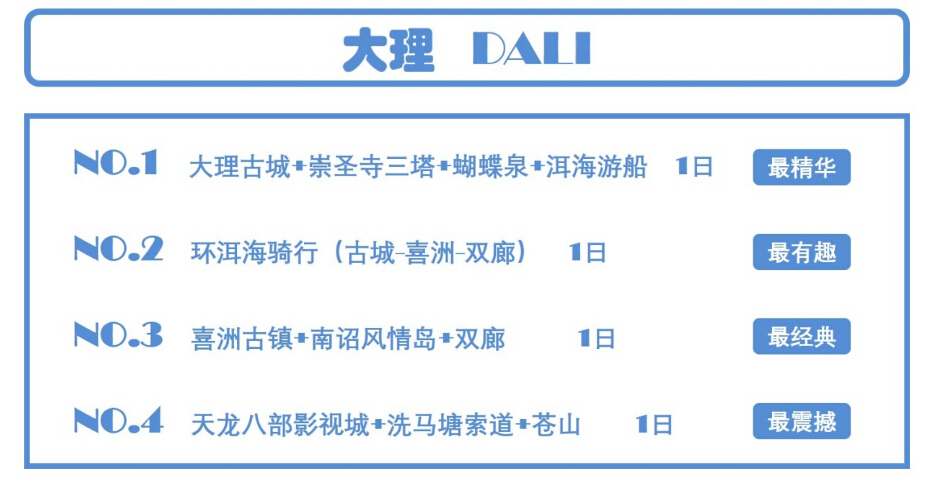 大理 DALI
NO.1 大理古城+崇圣寺三塔+蝴蝶泉+洱海游船 1日 最精华
NO.2 环洱海骑行（古城-喜洲-双廊） 1日 最有趣
NO.3 喜洲古镇+南诏风情岛+双廊 1日 最经典
NO.4 天龙八部影视城+洗马塘索道+苍山 1日 最震撼